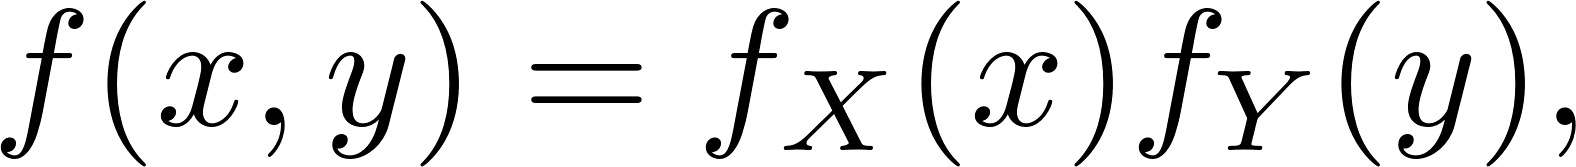 f(x, y) = f_X(x) f_Y(y),